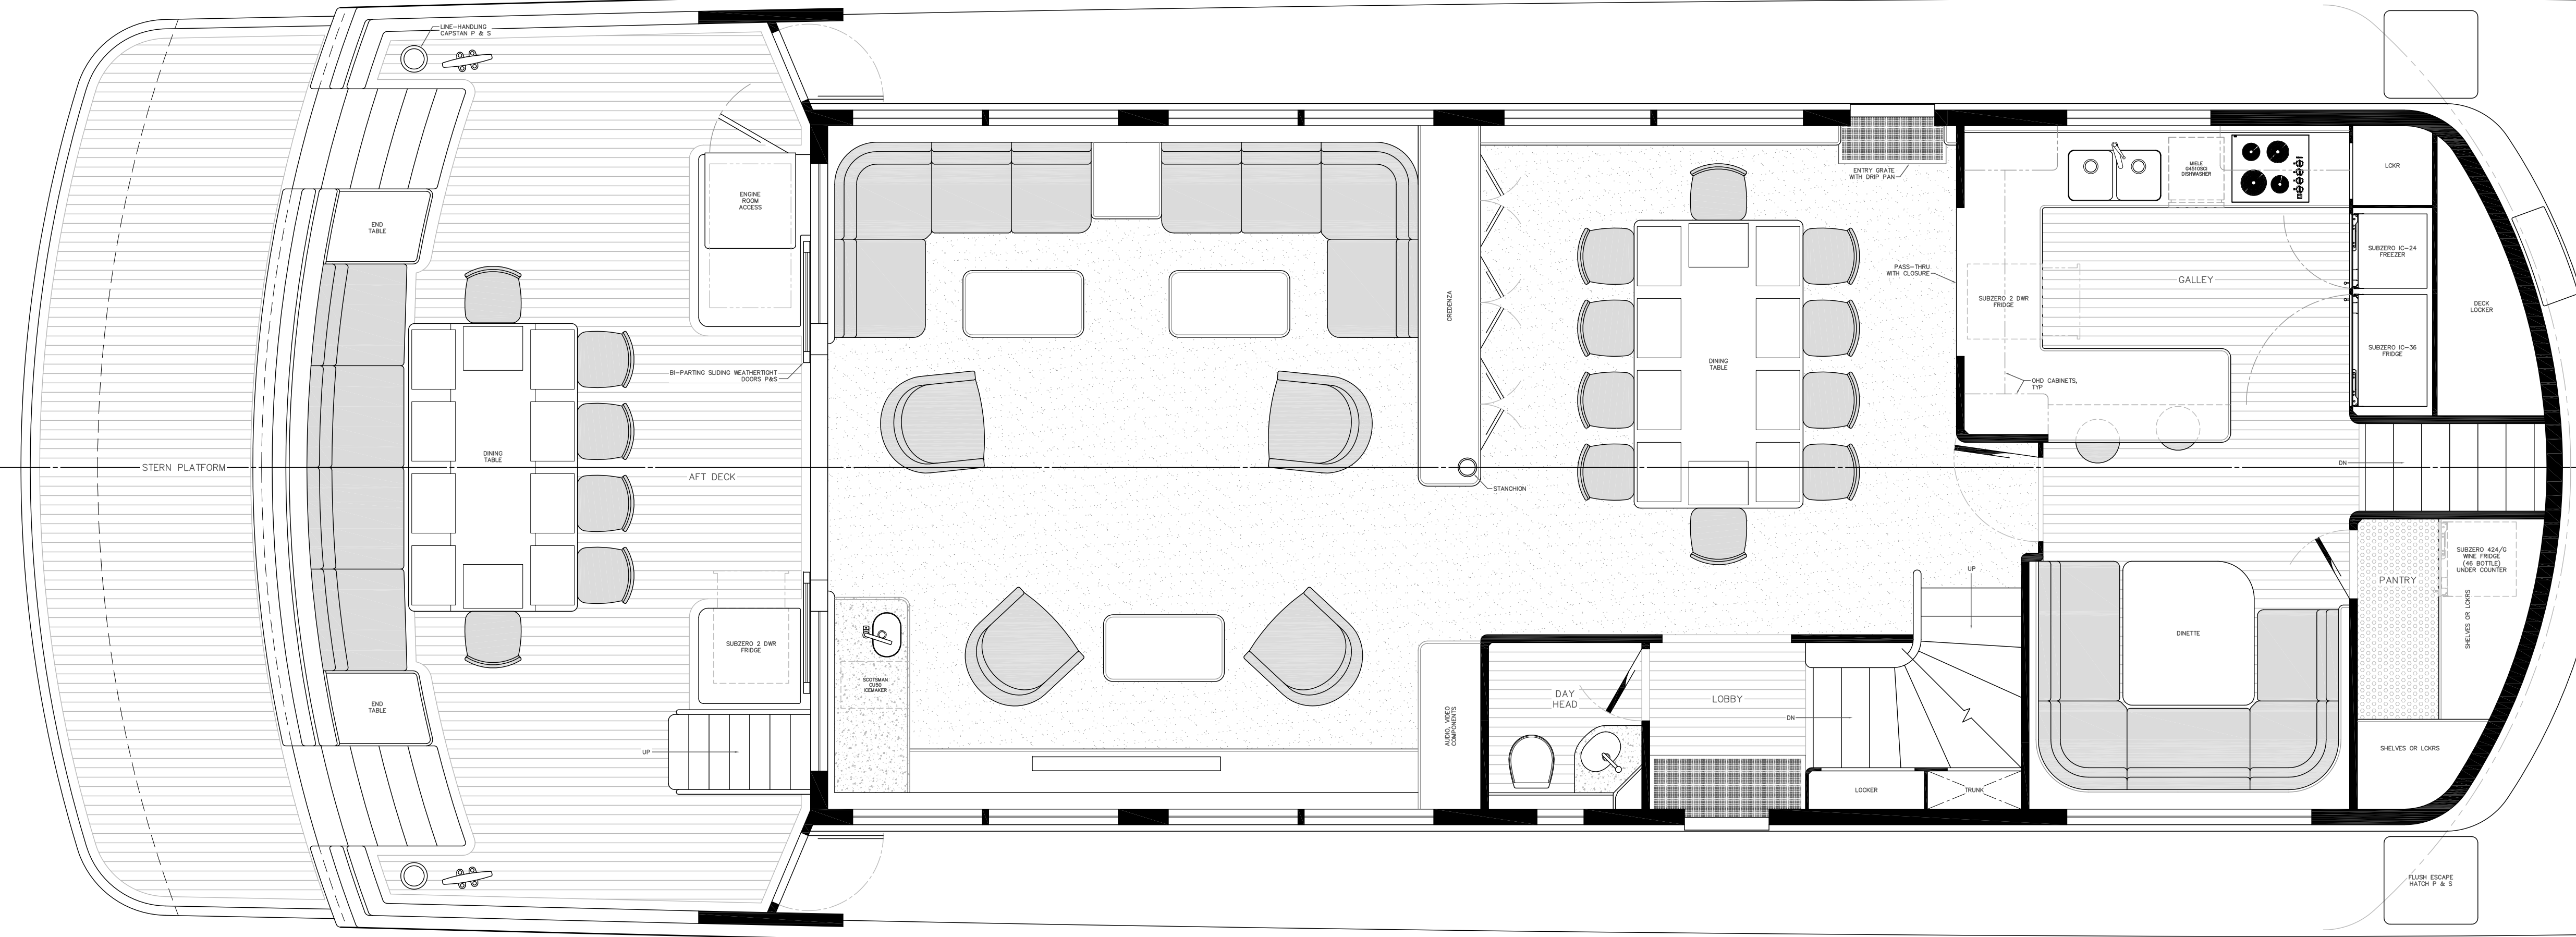 LINE-HANDLING
CAPSTAN P & S
END
TABLE
STERN PLATFORM
DINING
TABLE
END
TABLE
AFT DECK
ENGINE
ROOM
ACCESS
BI-PARTING SLIDING WEATHERTIGHT
DOORS P&S
SUBZERO 2 DWR
FRIDGE
UP
SCOTSMAN
CU50
ICEMAKER
CREDENZA
STANCHION
AUDIO, VIDEO
COMPONENTS
DINING
TABLE
ENTRY GRATE
WITH DRIP PAN
PASS-THRU
WITH CLOSURE
DAY
HEAD
LOBBY
DN
UP
LOCKER
TRUNK
SUBZERO 2 DWR
FRIDGE
OHD CABINETS,
TYP
MIELE
G4510SCI
DISHWASHER
GALLEY
LCKR
SUBZERO IC-24
FREEZER
SUBZERO IC-36
FRIDGE
DECK
LOCKER
DN
DINETTE
PANTRY
SUBZERO 424/G
WINE FRIDGE
(46 BOTTLE)
UNDER COUNTER
SHELVES OR LCKRS
SHELVES OR LCKRS
FLUSH ESCAPE
HATCH P & S